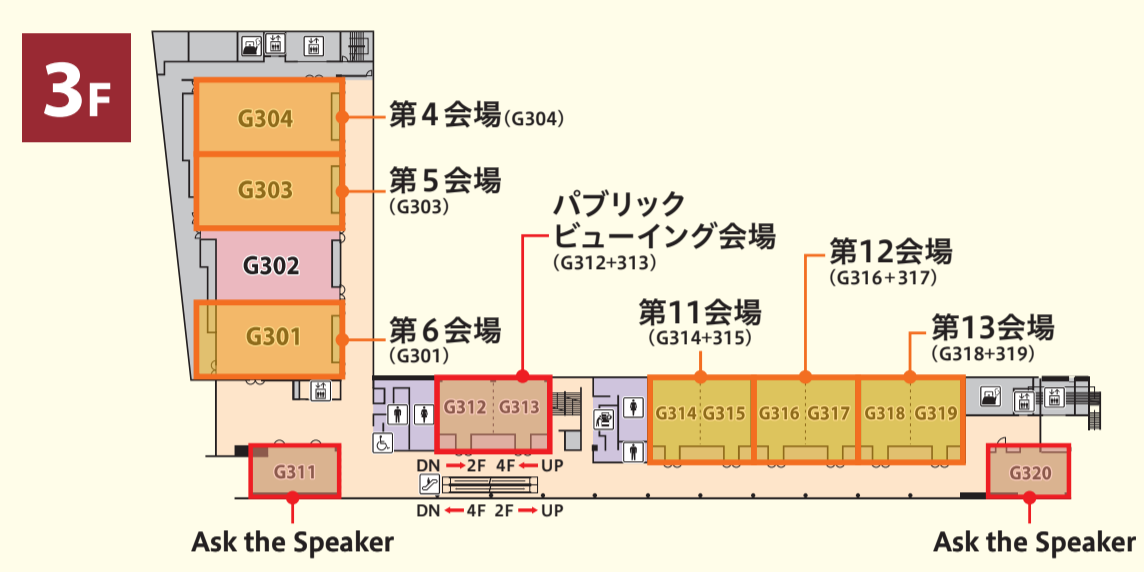 3F
G304
第4会場(G304)
G303
第5会場
(G303)
G302
G301
第6会場
(G301)
パブリック
ビューイング会場
(G312+313)
第11会場
(G314+315)
第12会場
(G316+317)
第13会場
(G318+319)
G312 G313
G314 G315
G316 G317
G318 G319
G311
G320
DN → 2F 4F ← UP
DN ← 4F 2F → UP
Ask the Speaker
Ask the Speaker